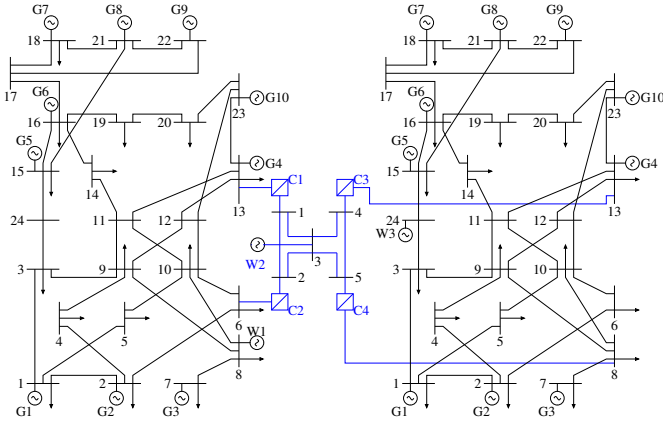 G7 G8 G9 G7 G8 G9
18 21 22 18 21 22
17 17
G6 G10 G6 G10
23 23
16 19 20 16 19 20
G5 G4 G5 G4
15 14 15 14
C1 C3
13 13
24 11 12 1 4 24 11 12
W3
W2 3
3 9 10 2 5 3 9 10
C2 C4
6 6
4 5 W1 4 5
8 8
1 2 7 1 2 7
G1 G2 G3 G1 G2 G3